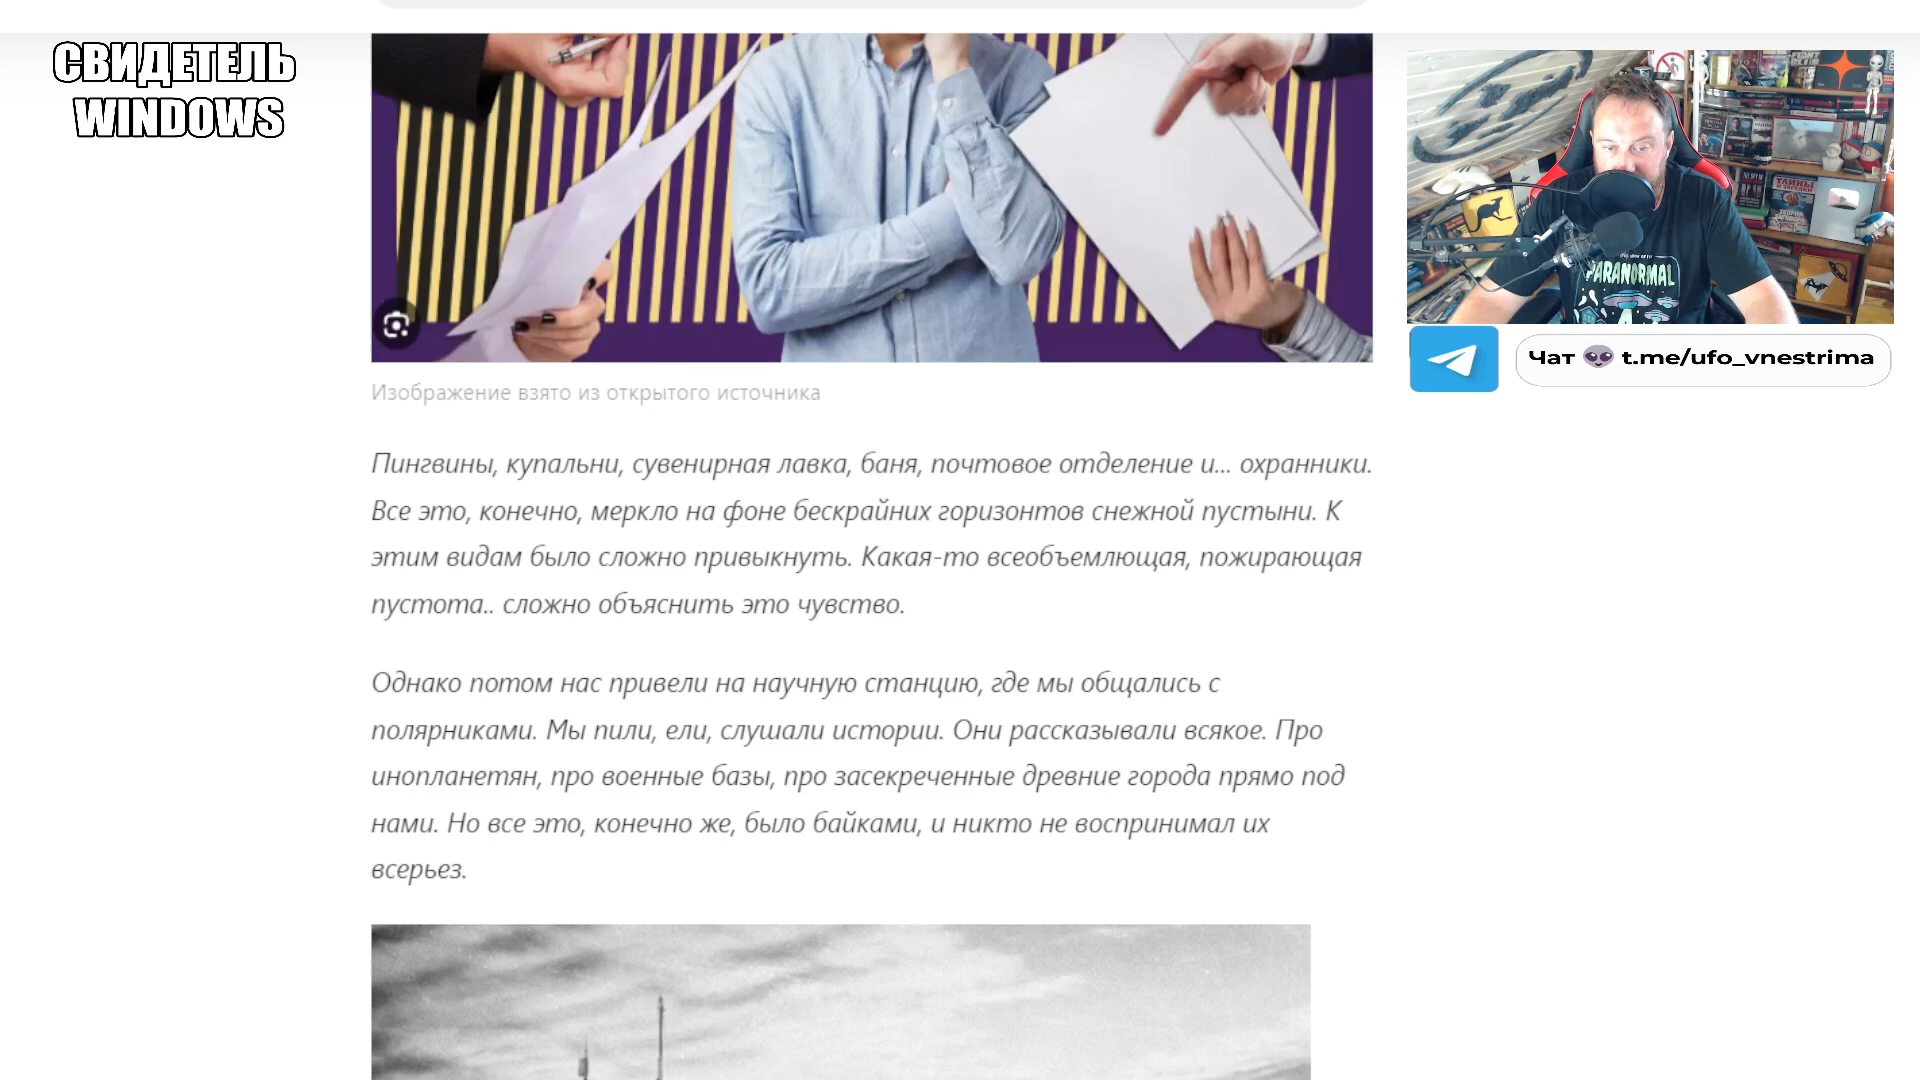 СВИДЕТЕЛЬ
WINDOWS
Изображение взято из открытого источника
Пингвины, купальни, сувенирная лавка, баня, почтовое отделение и... охранники.
Все это, конечно, меркло на фоне бескрайних горизонтов снежной пустыни. К
этим видам было сложно привыкнуть. Какая-то всеобъемлющая, пожирающая
пустота.. сложно объяснить это чувство.
Однако потом нас привели на научную станцию, где мы общались с
полярниками. Мы пили, ели, слушали истории. Они рассказывали всякое. Про
инопланетян, про военные базы, про засекреченные древние города прямо под
нами. Но все это, конечно же, было байками, и никто не воспринимал их
всерьез.
PARANORMAL
ТАЙНЫ
Чат t.me/ufo_vnestrima